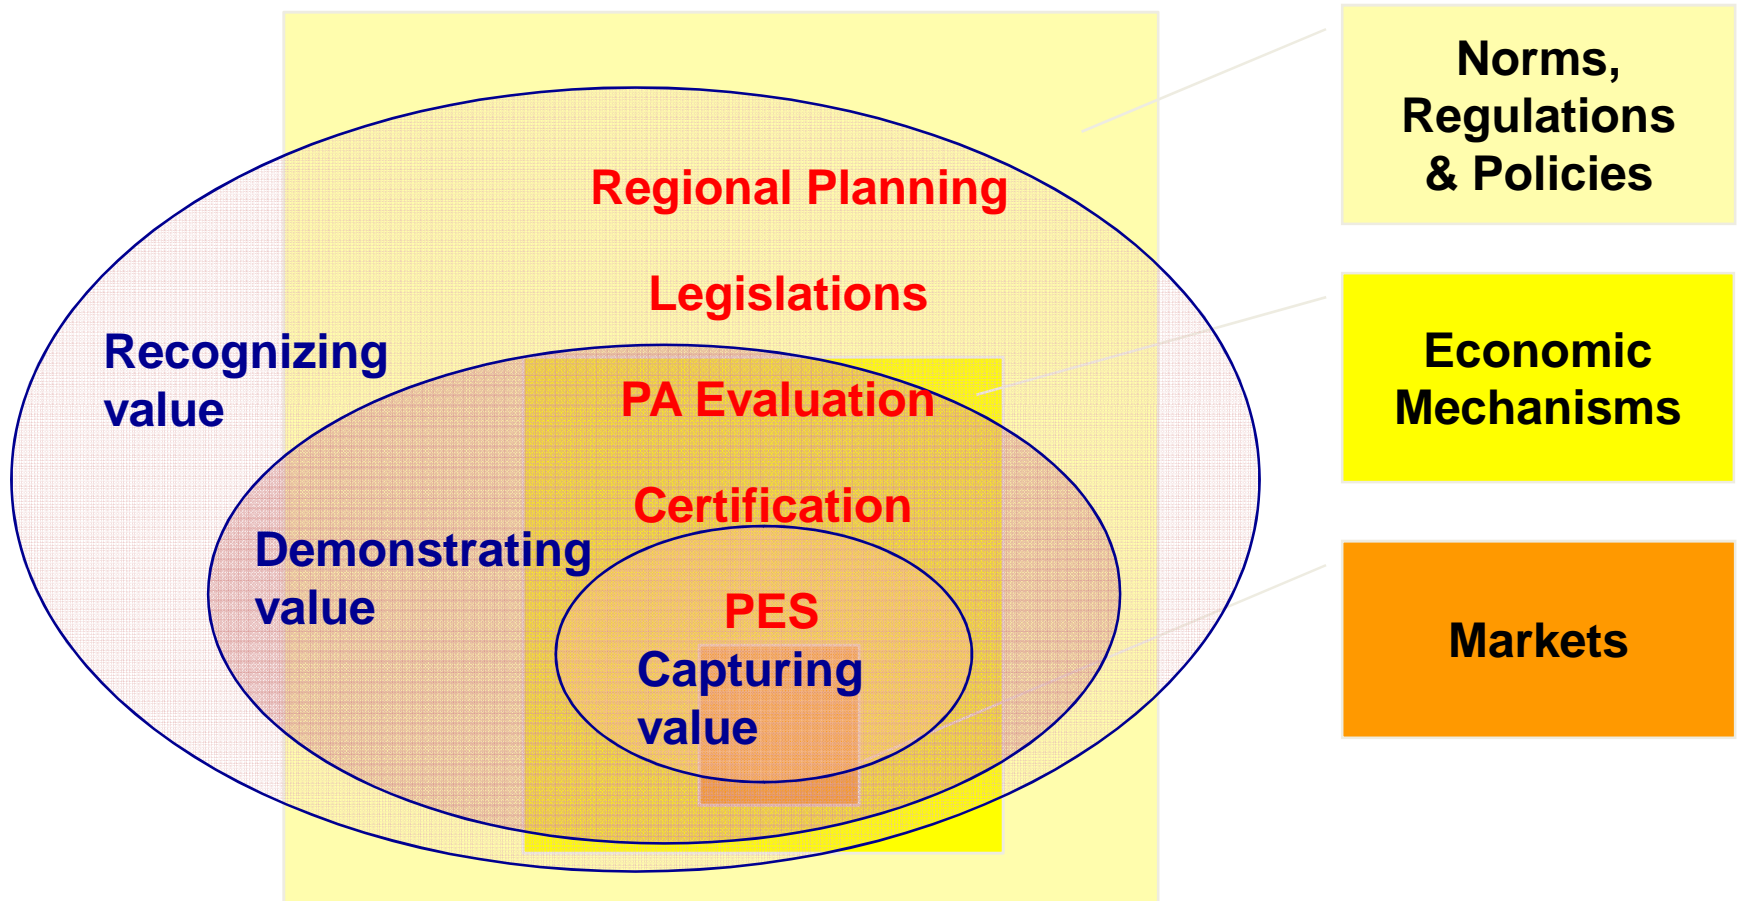 Regional Planning
Legislations
Recognizing
value
PA Evaluation
Certification
Demonstrating
value
PES
Capturing
value
Norms,
Regulations
& Policies
Economic
Mechanisms
Markets